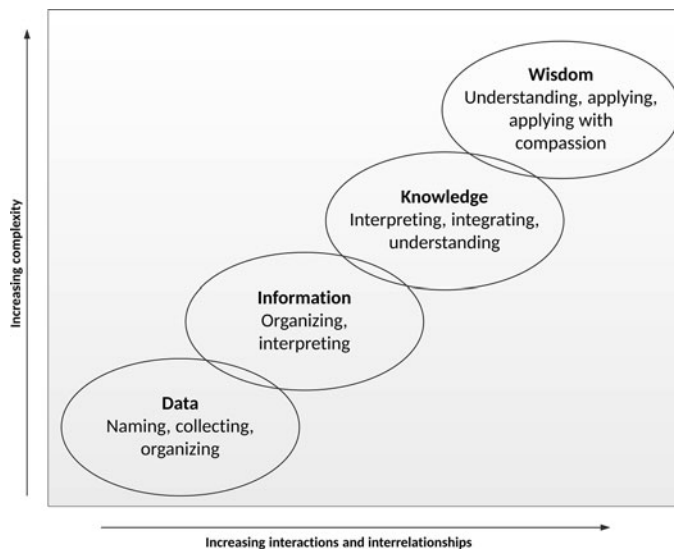 Wisdom
Understanding, applying,
applying with
compassion
Knowledge
Interpreting, integrating,
understanding
Information
Organizing,
interpreting
Data
Naming, collecting,
organizing
Increasing complexity
Increasing interactions and interrelationships